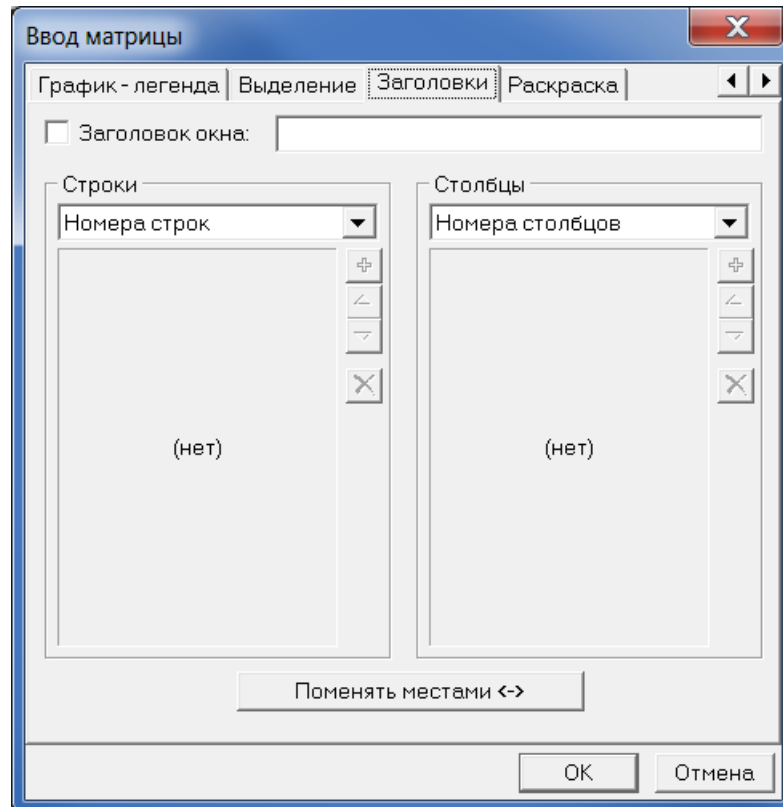 Ввод матрицы
График - легенда Выделение Заголовки Раскраска
Заголовок окна:
Строки Столбцы
Номера строк Номера столбцов
(нет) (нет)
Поменять местами <->
OK Отмена